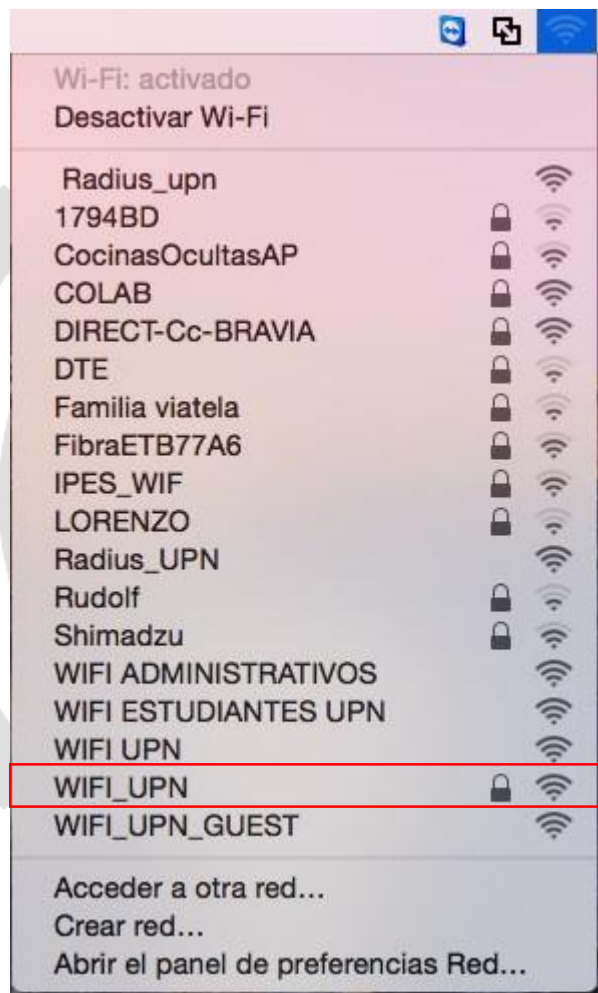 Wi-Fi: activado
Desactivar Wi-Fi
Radius_upn
1794BD
CocinasOcultasAP
COLAB
DIRECT-Cc-BRAVIA
DTE
Familia viatela
FibraETB77A6
IPES_WIF
LORENZO
Radius_UPN
Rudolf
Shimadzu
WIFI ADMINISTRATIVOS
WIFI ESTUDIANTES UPN
WIFI UPN
WIFI_UPN
WIFI_UPN_GUEST
Acceder a otra red...
Crear red...
Abrir el panel de preferencias Red...